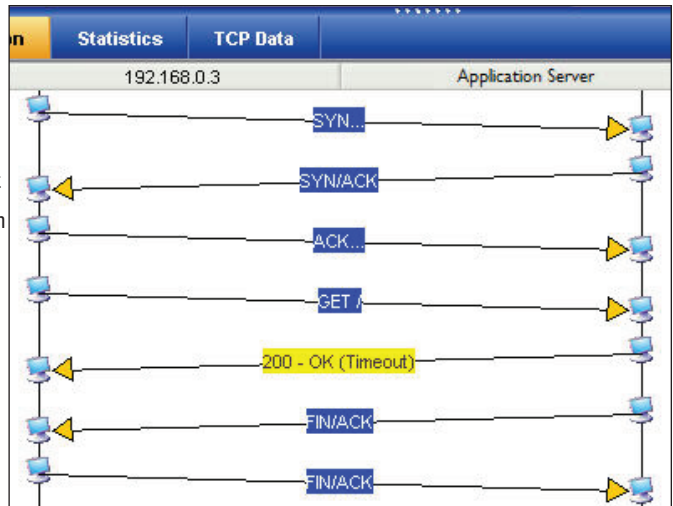 on Statistics TCP Data
192.168.0.3 Application Server
SYN...
SYN/ACK
ACK...
GET /
200 - OK (Timeout)
FIN/ACK
FIN/ACK